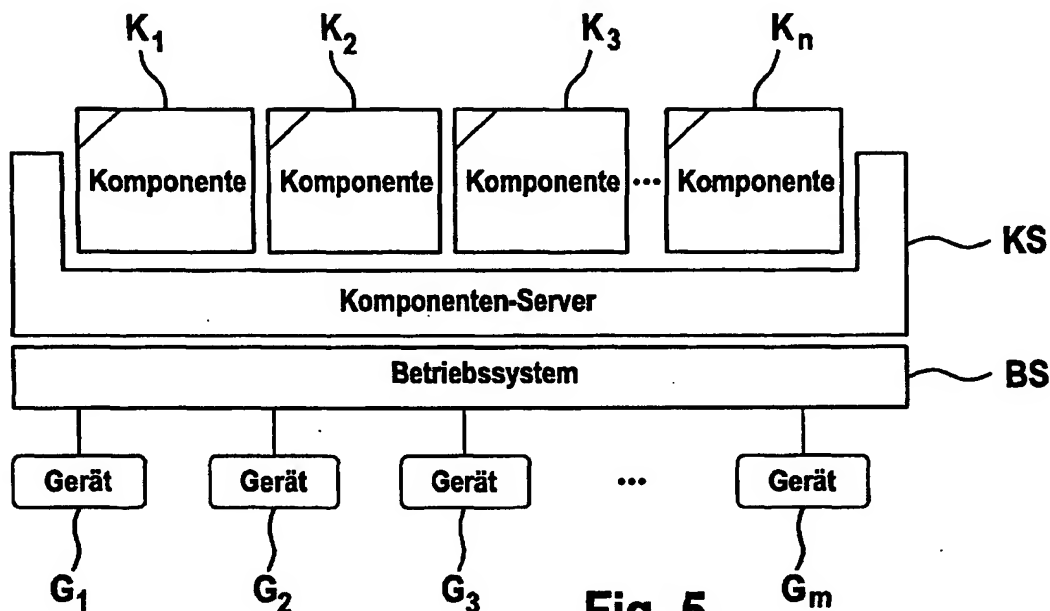 K1 K2 K3 Kn
Komponente Komponente Komponente ... Komponente
KS
Komponenten-Server
Betriebssystem BS
Gerät Gerät Gerät ... Gerät
G1 G2 G3 Gm
Fig. 5